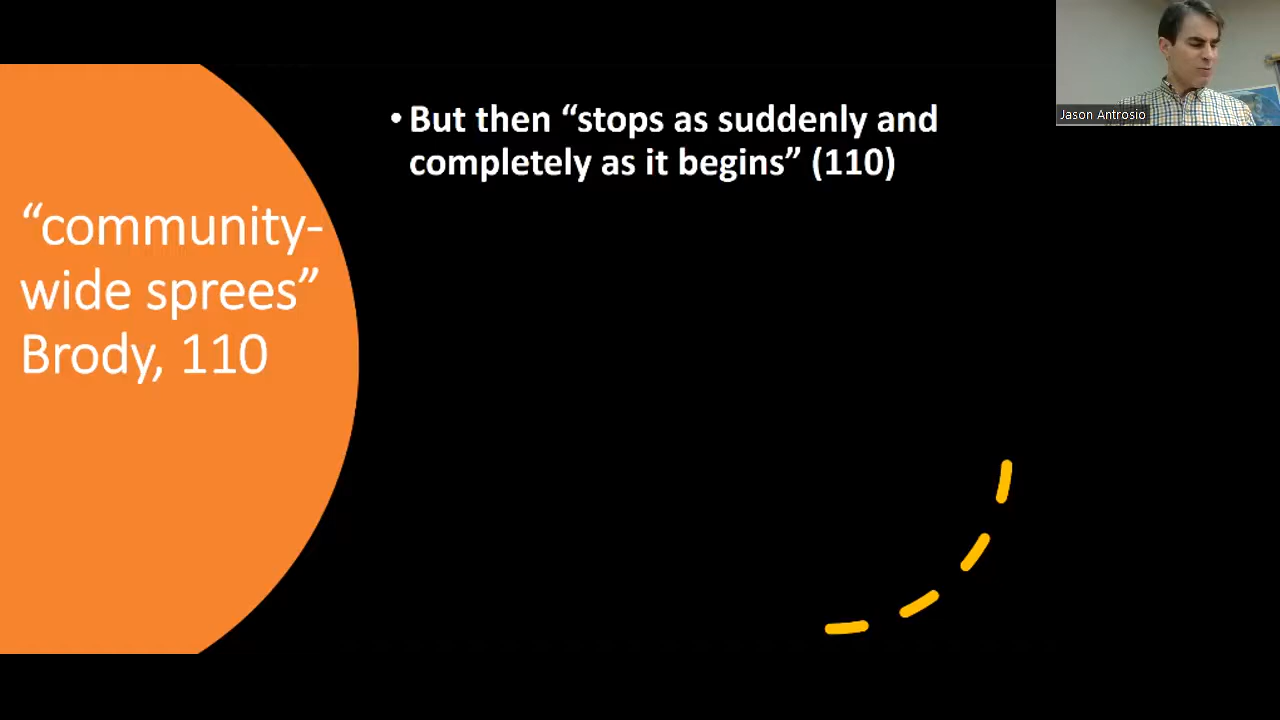 “community-
wide sprees”
Brody, 110
• But then “stops as suddenly and
completely as it begins” (110)
Jason Antrosio